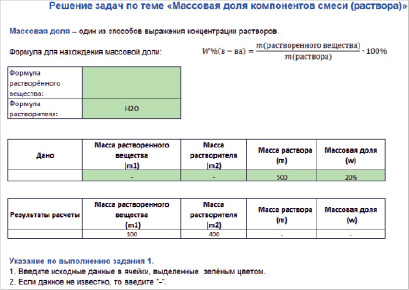 Решение задач по теме «Массовая доля компонентов смеси (раствора)»
Массовая доля – один из способов выражения концентрации растворов.
Формула для нахождения массовой доли: W%(в − ва) = m(растворенного вещества) / m(раствора) · 100%
Формула растворённого вещества:
Формула растворителя: H2O
Дано Масса растворенного вещества (m1) Масса растворителя (m2) Масса раствора (m) Массовая доля (w)
- - 500 20%
Результаты расчеты Масса растворенного вещества (m1) Масса растворителя (m2) Масса раствора (m) Массовая доля (w)
100 400 - -
Указание по выполнению задания 1.
1. Введите исходные данные в ячейки, выделенные зелёным цветом.
2. Если данное не известно, то введите "-".